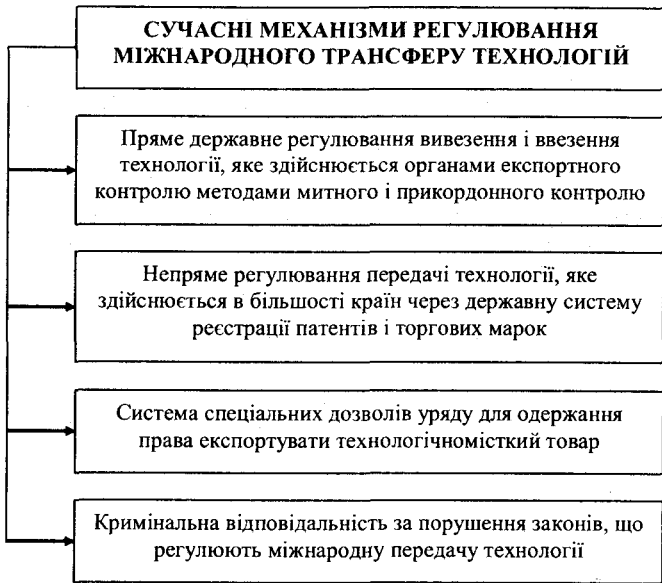 СУЧАСНІ МЕХАНІЗМИ РЕГУЛЮВАННЯ
МІЖНАРОДНОГО ТРАНСФЕРУ ТЕХНОЛОГІЙ
Пряме державне регулювання вивезення і ввезення
технології, яке здійснюється органами експортного
контролю методами митного і прикордонного контролю
Непряме регулювання передачі технології, яке
здійснюється в більшості країн через державну систему
реєстрації патентів і торгових марок
Система спеціальних дозволів уряду для одержання
права експортувати технологічномісткий товар
Кримінальна відповідальність за порушення законів, що
регулюють міжнародну передачу технології